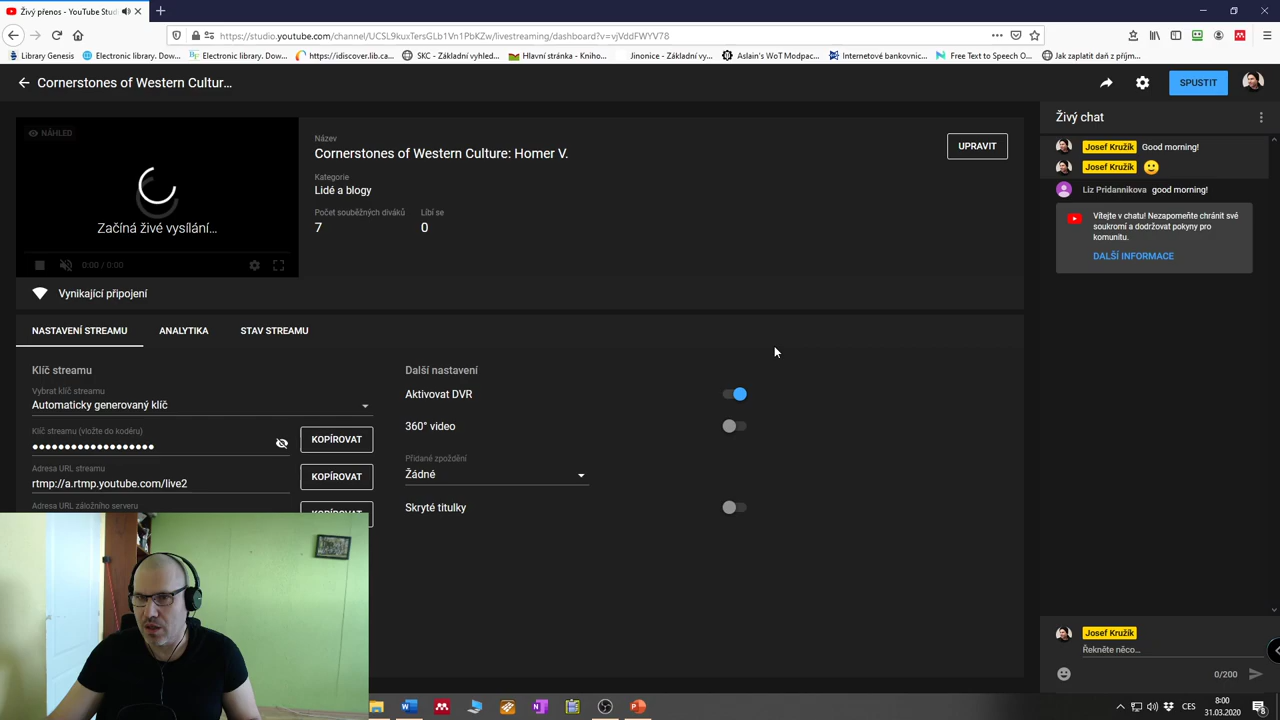 Živý přenos - YouTube Stud
https://studio.youtube.com/channel/UCSL9kuxTersGLb1Vn1PbKZw/livestreaming/dashboard?v=vjVddFWYV78
Library Genesis
Electronic library. Dow...
Electronic library. Dow...
https://idiscover.lib.ca...
SKC - Základní vyhled...
Hlavní stránka - Kniho...
Jinonice - Základní vy...
Aslain's WoT Modpac...
Internetové bankovnic...
Free Text to Speech O...
Jak zaplatit daň z příjm...
Cornerstones of Western Cultur...
SPUSTIT
NÁHLED
Začíná živé vysílání...
0:00 / 0:00
Název
Cornerstones of Western Culture: Homer V.
UPRAVIT
Kategorie
Lidé a blogy
Počet souběžných diváků
Líbí se
7
0
Vynikající připojení
NASTAVENÍ STREAMU
ANALYTIKA
STAV STREAMU
Klíč streamu
Vybrat klíč streamu
Automaticky generovaný klíč
Klíč streamu (vložte do kodéru)
KOPÍROVAT
Adresa URL streamu
rtmp://a.rtmp.youtube.com/live2
KOPÍROVAT
Adresa URL záložního serveru
KOPÍROVAT
Další nastavení
Aktivovat DVR
360° video
Přidané zpoždění
Žádné
Skryté titulky
Živý chat
Josef Kružík Good morning!
Josef Kružík 🙂
Liz Pridannikova good morning!
Vítejte v chatu! Nezapomeňte chránit své
soukromí a dodržovat pokyny pro
komunitu.
DALŠÍ INFORMACE
Josef Kružík
Řekněte něco...
0/200
CES
8:00
31.03.2020
8